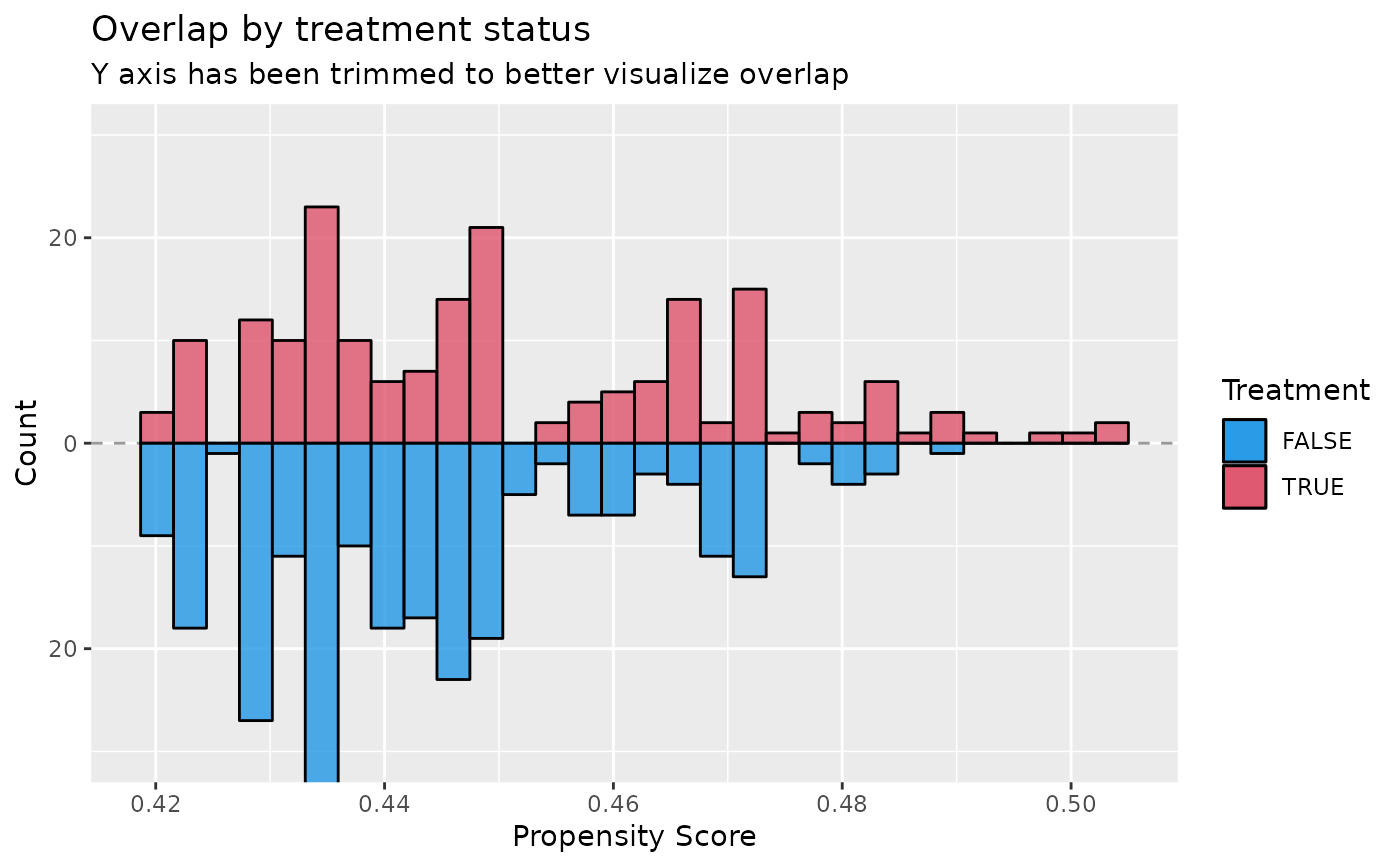 Overlap by treatment status
Y axis has been trimmed to better visualize overlap
Count
20
0
20
0.42 0.44 0.46 0.48 0.50
Propensity Score
Treatment
FALSE
TRUE